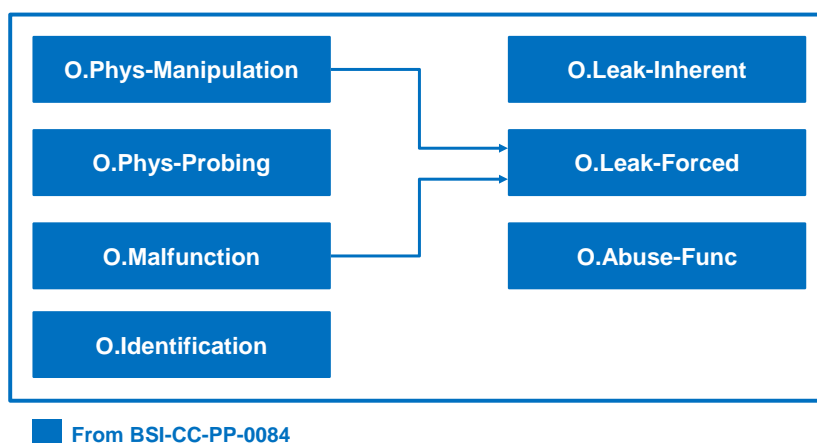 O.Phys-Manipulation
O.Leak-Inherent
O.Phys-Probing
O.Leak-Forced
O.Malfunction
O.Abuse-Func
O.Identification
From BSI-CC-PP-0084